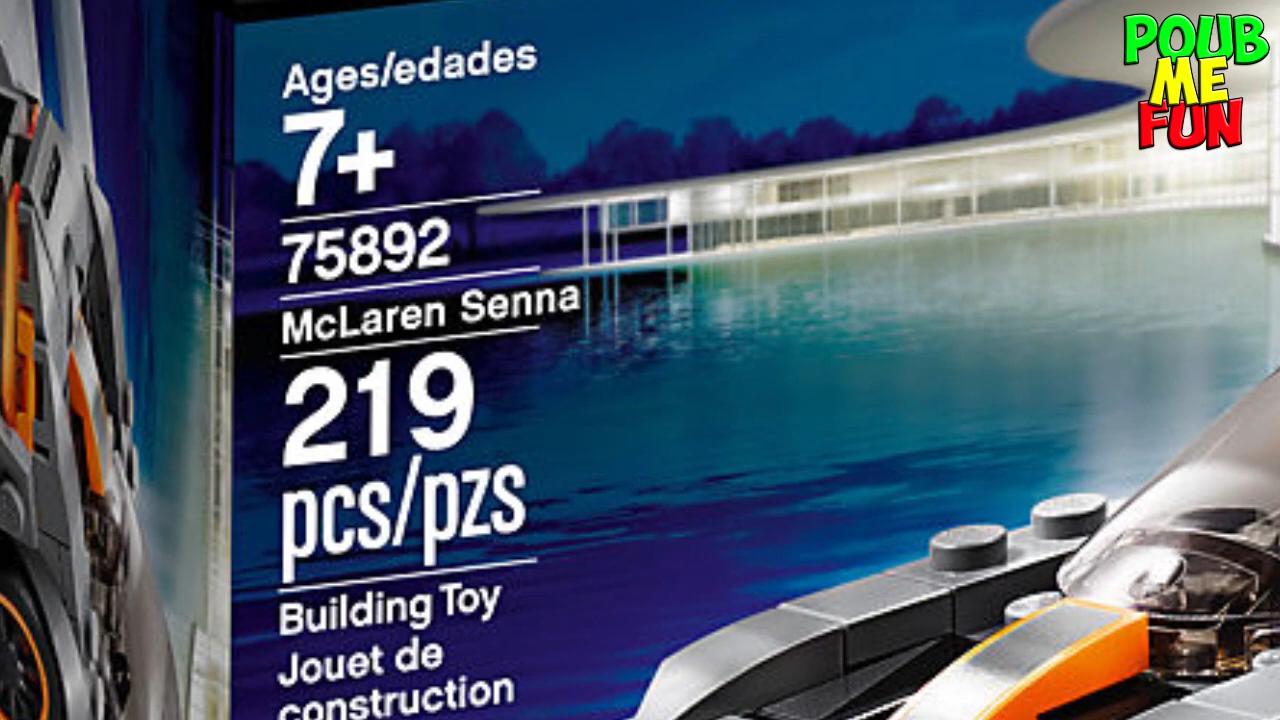 Ages/edades
7+
75892
McLaren Senna
219
pcs/pzs
Building Toy
Jouet de
construction
POUB
ME
FUN